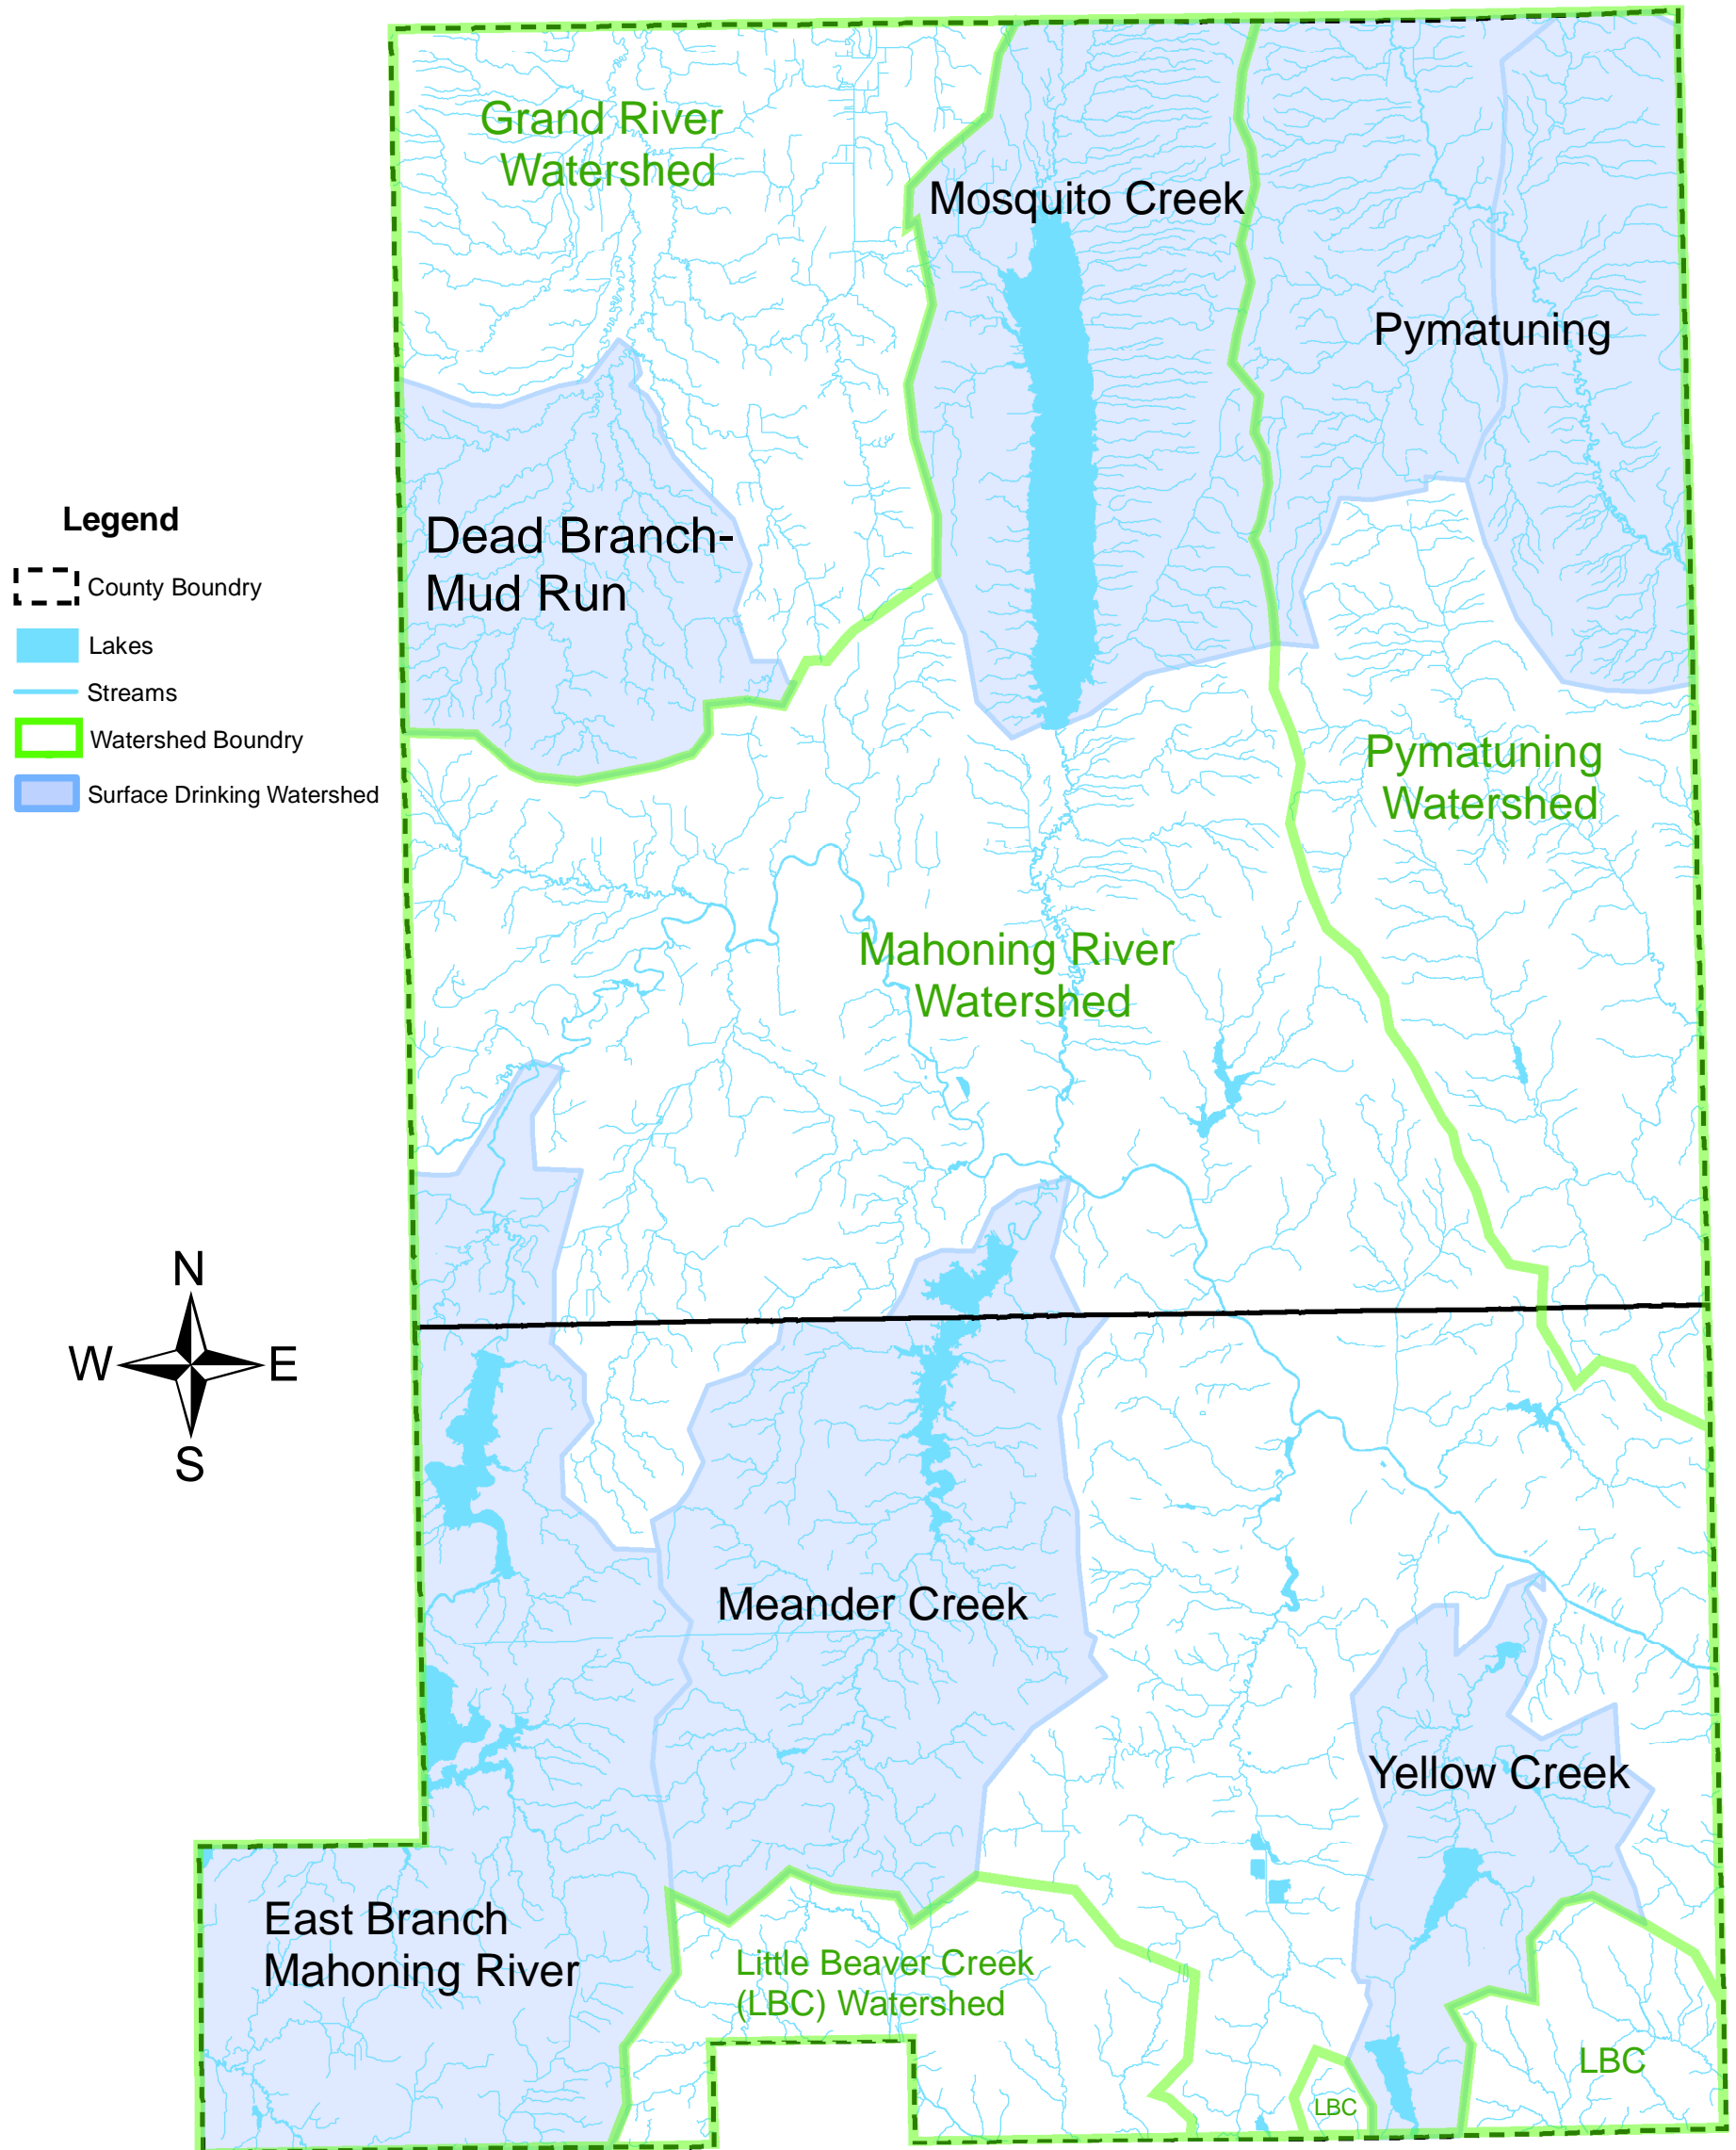 Grand River
Watershed
Mosquito Creek
Pymatuning
Dead Branch-
Mud Run
Legend
County Boundry
Lakes
Streams
Watershed Boundry
Surface Drinking Watershed
Pymatuning
Watershed
Mahoning River
Watershed
N
W
E
S
Meander Creek
Yellow Creek
East Branch
Mahoning River
Little Beaver Creek
(LBC) Watershed
LBC
LBC